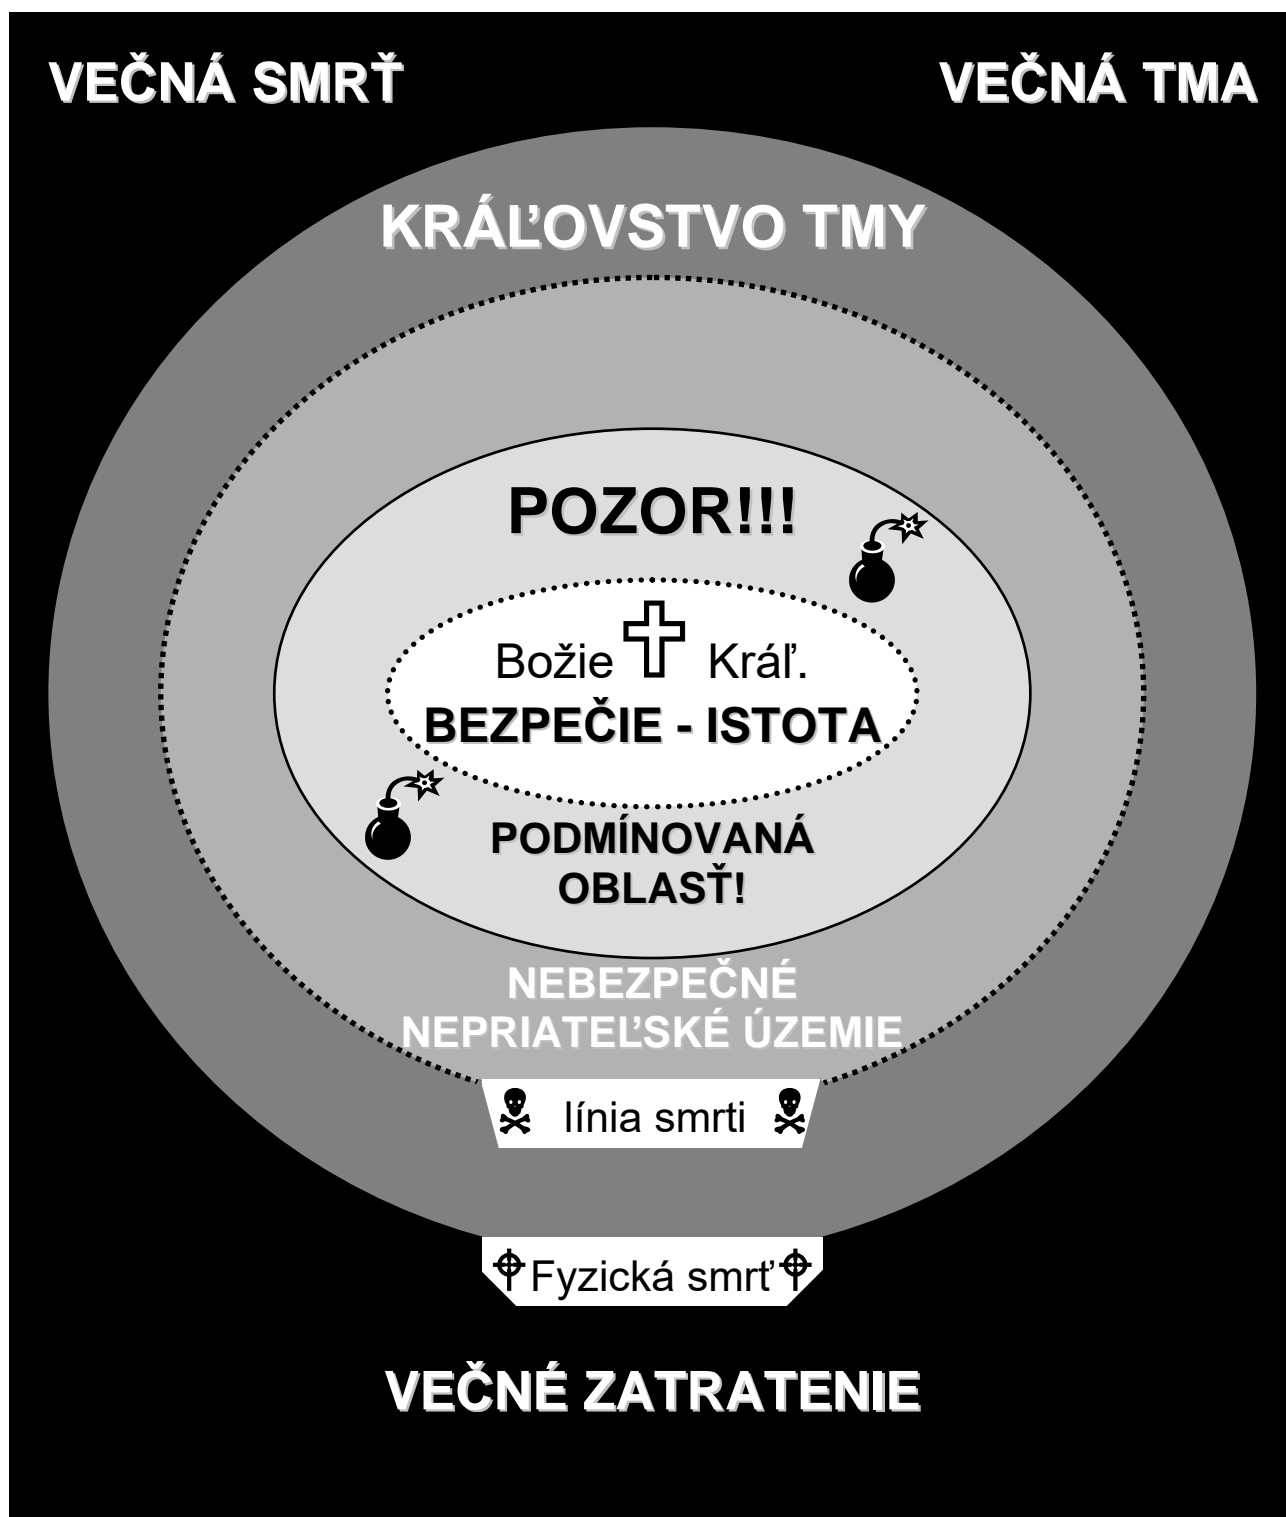 VEČNÁ SMRŤ VEČNÁ TMA
KRÁĽOVSTVO TMY
POZOR!!!
Božie Kráľ.
BEZPEČIE - ISTOTA
PODMÍNOVANÁ
OBLASŤ!
NEBEZPEČNÉ
NEPRIATEĽSKÉ ÚZEMIE
línia smrti
Fyzická smrť
VEČNÉ ZATRATENIE